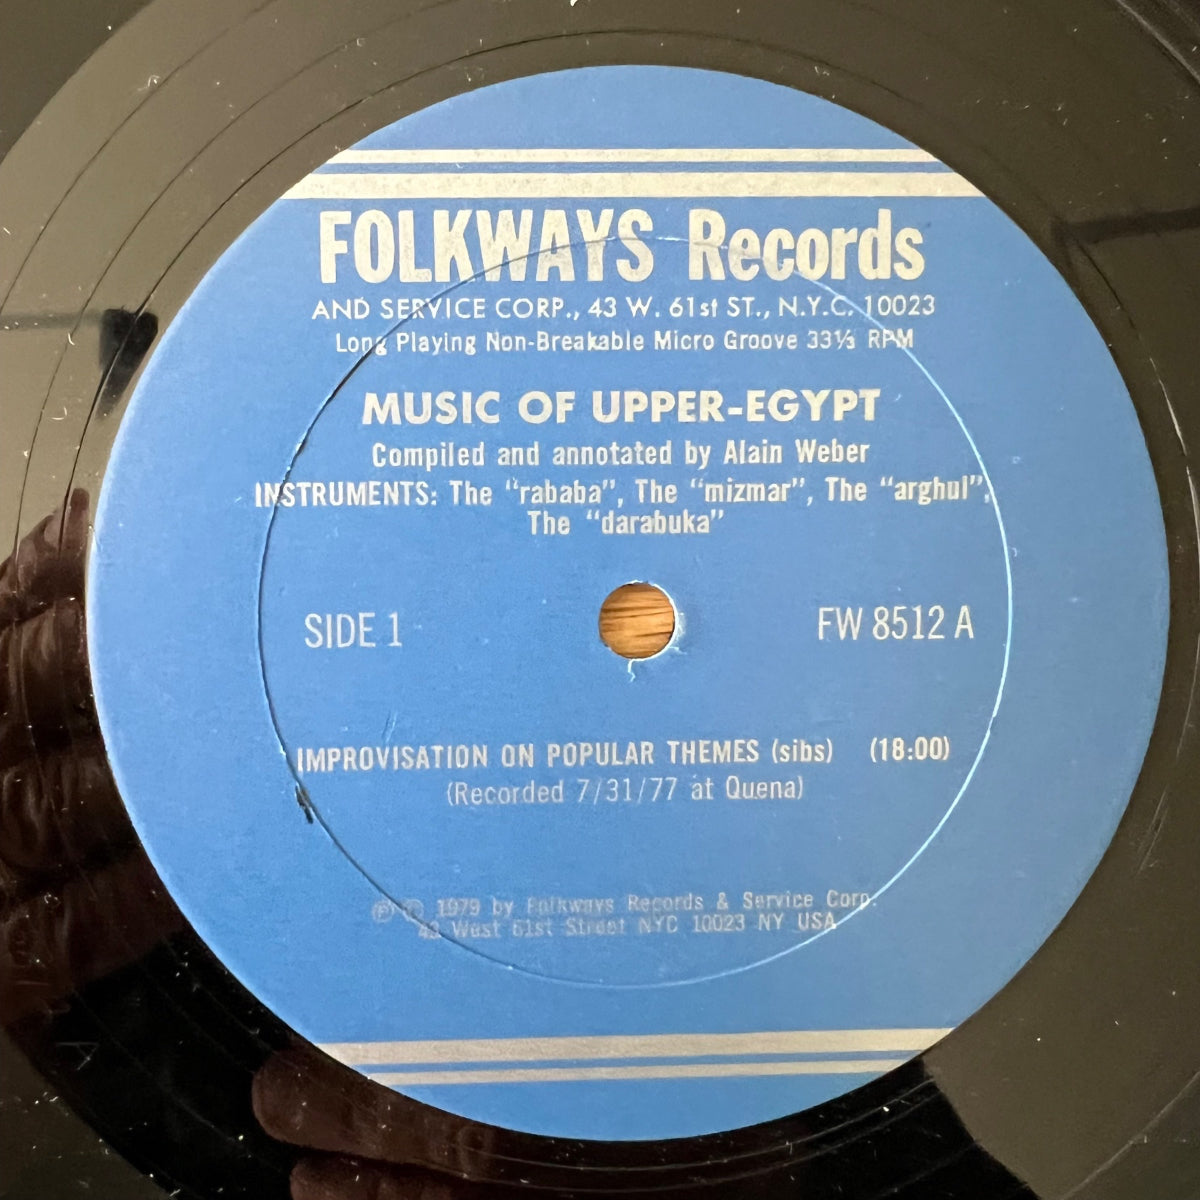 FOLKWAYS Records
AND SERVICE CORP., 43 W. 61st ST., N.Y.C. 10023
Long Playing Non-Breakable Micro Groove 33⅓ RPM
MUSIC OF UPPER-EGYPT
Compiled and annotated by Alain Weber
INSTRUMENTS: The "rababa", The "mizmar", The "arghul",
The "darabuka"
SIDE 1 FW 8512 A
IMPROVISATION ON POPULAR THEMES (sibs) (18:00)
(Recorded 7/31/77 at Quena)
℗ © 1979 by Folkways Records & Service Corp.
43 West 61st Street NYC 10023 NY USA